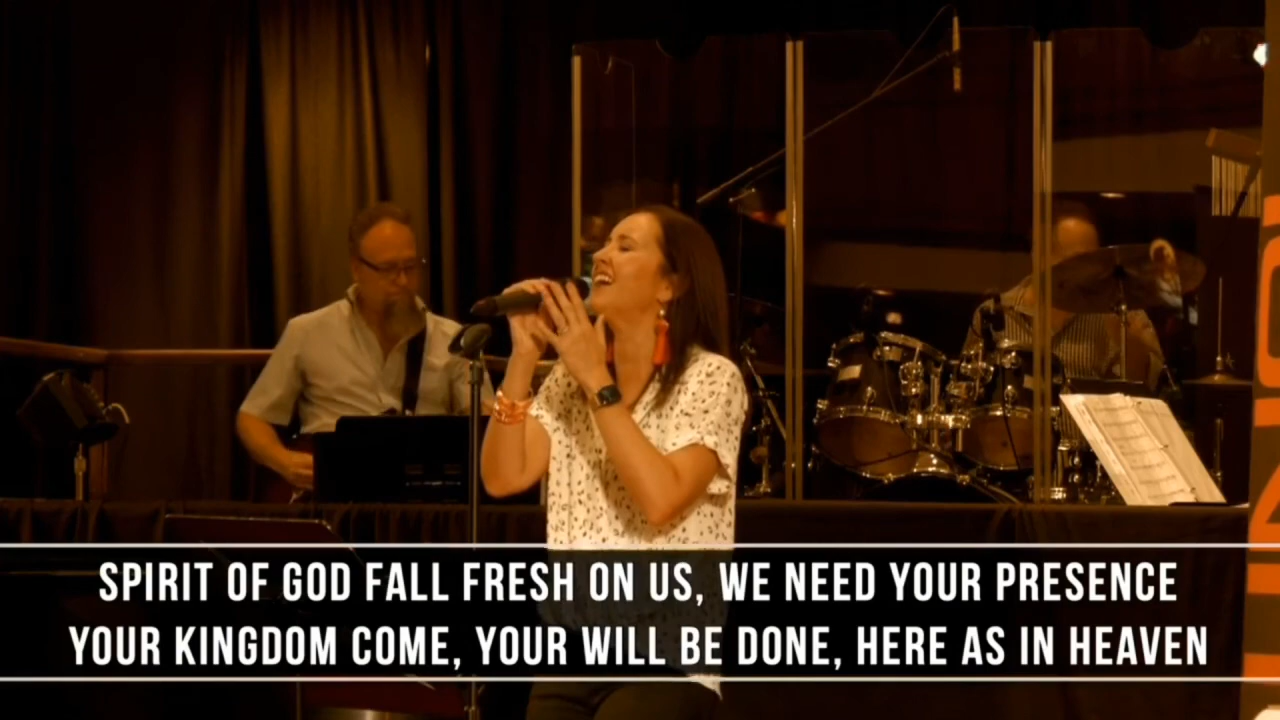 SPIRIT OF GOD FALL FRESH ON US, WE NEED YOUR PRESENCE
YOUR KINGDOM COME, YOUR WILL BE DONE, HERE AS IN HEAVEN